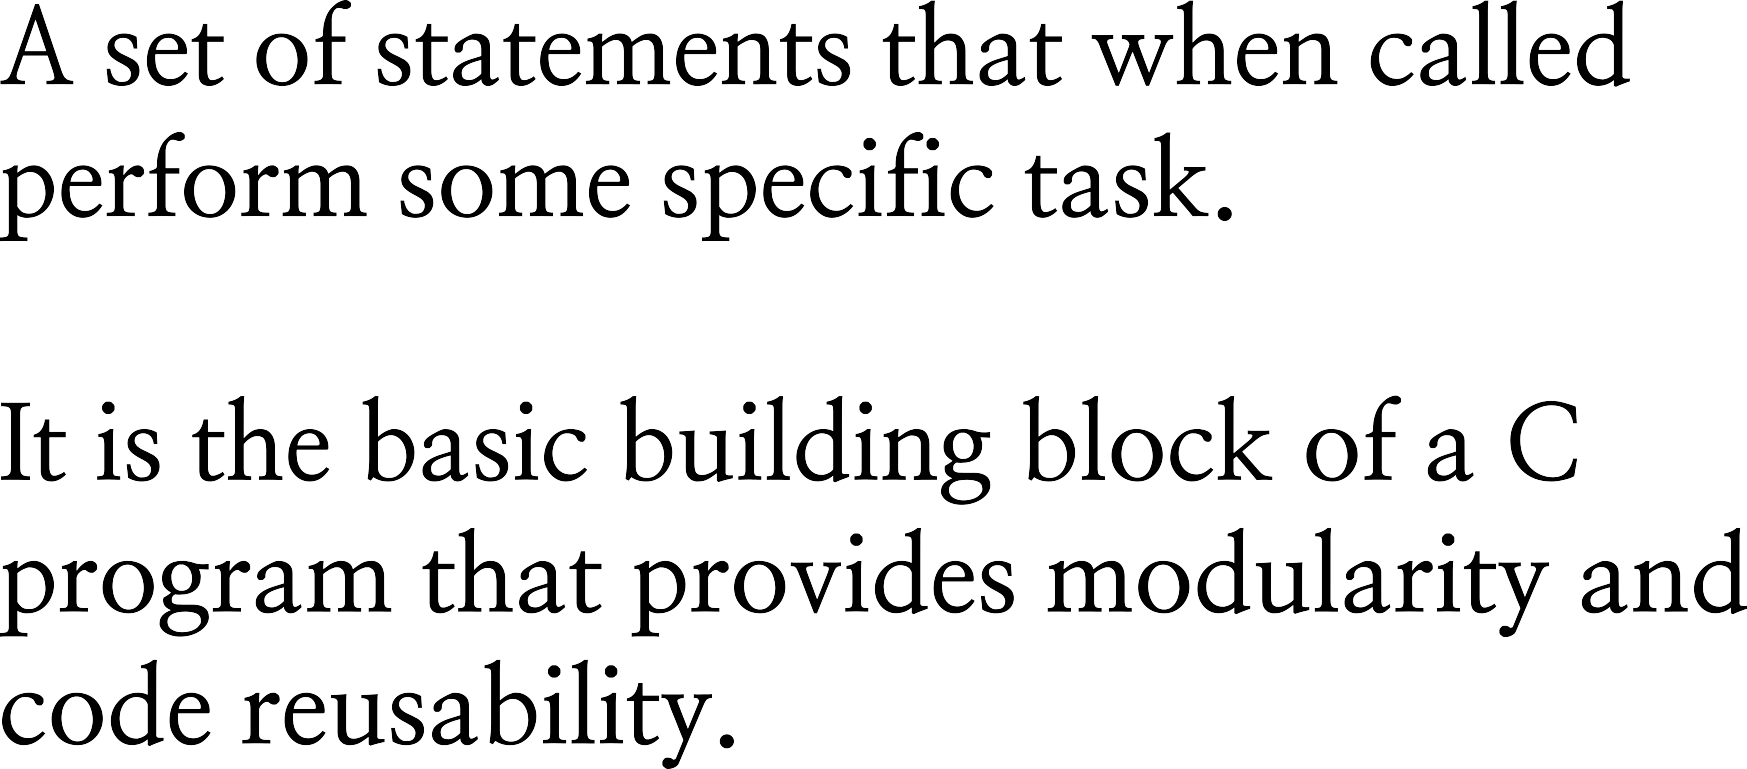 A set of statements that when called
perform some specific task.
It is the basic building block of a C
program that provides modularity and
code reusability.